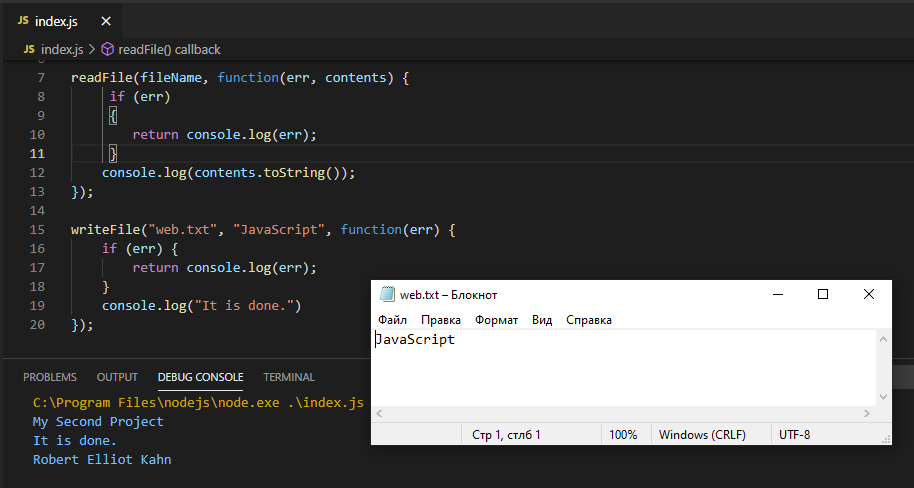 JS index.js ×
JS index.js > readFile() callback
7 readFile(fileName, function(err, contents) {
8 if (err)
9 {
10 return console.log(err);
11 }
12 console.log(contents.toString());
13 });
14
15 writeFile("web.txt", "JavaScript", function(err) {
16 if (err) {
17 return console.log(err);
18 }
19 console.log("It is done.")
20 });
web.txt – Блокнот
Файл Правка Формат Вид Справка
JavaScript
Стр 1, стлб 1 100% Windows (CRLF) UTF-8
PROBLEMS OUTPUT DEBUG CONSOLE TERMINAL
C:\Program Files\nodejs\node.exe .\index.js
My Second Project
It is done.
Robert Elliot Kahn